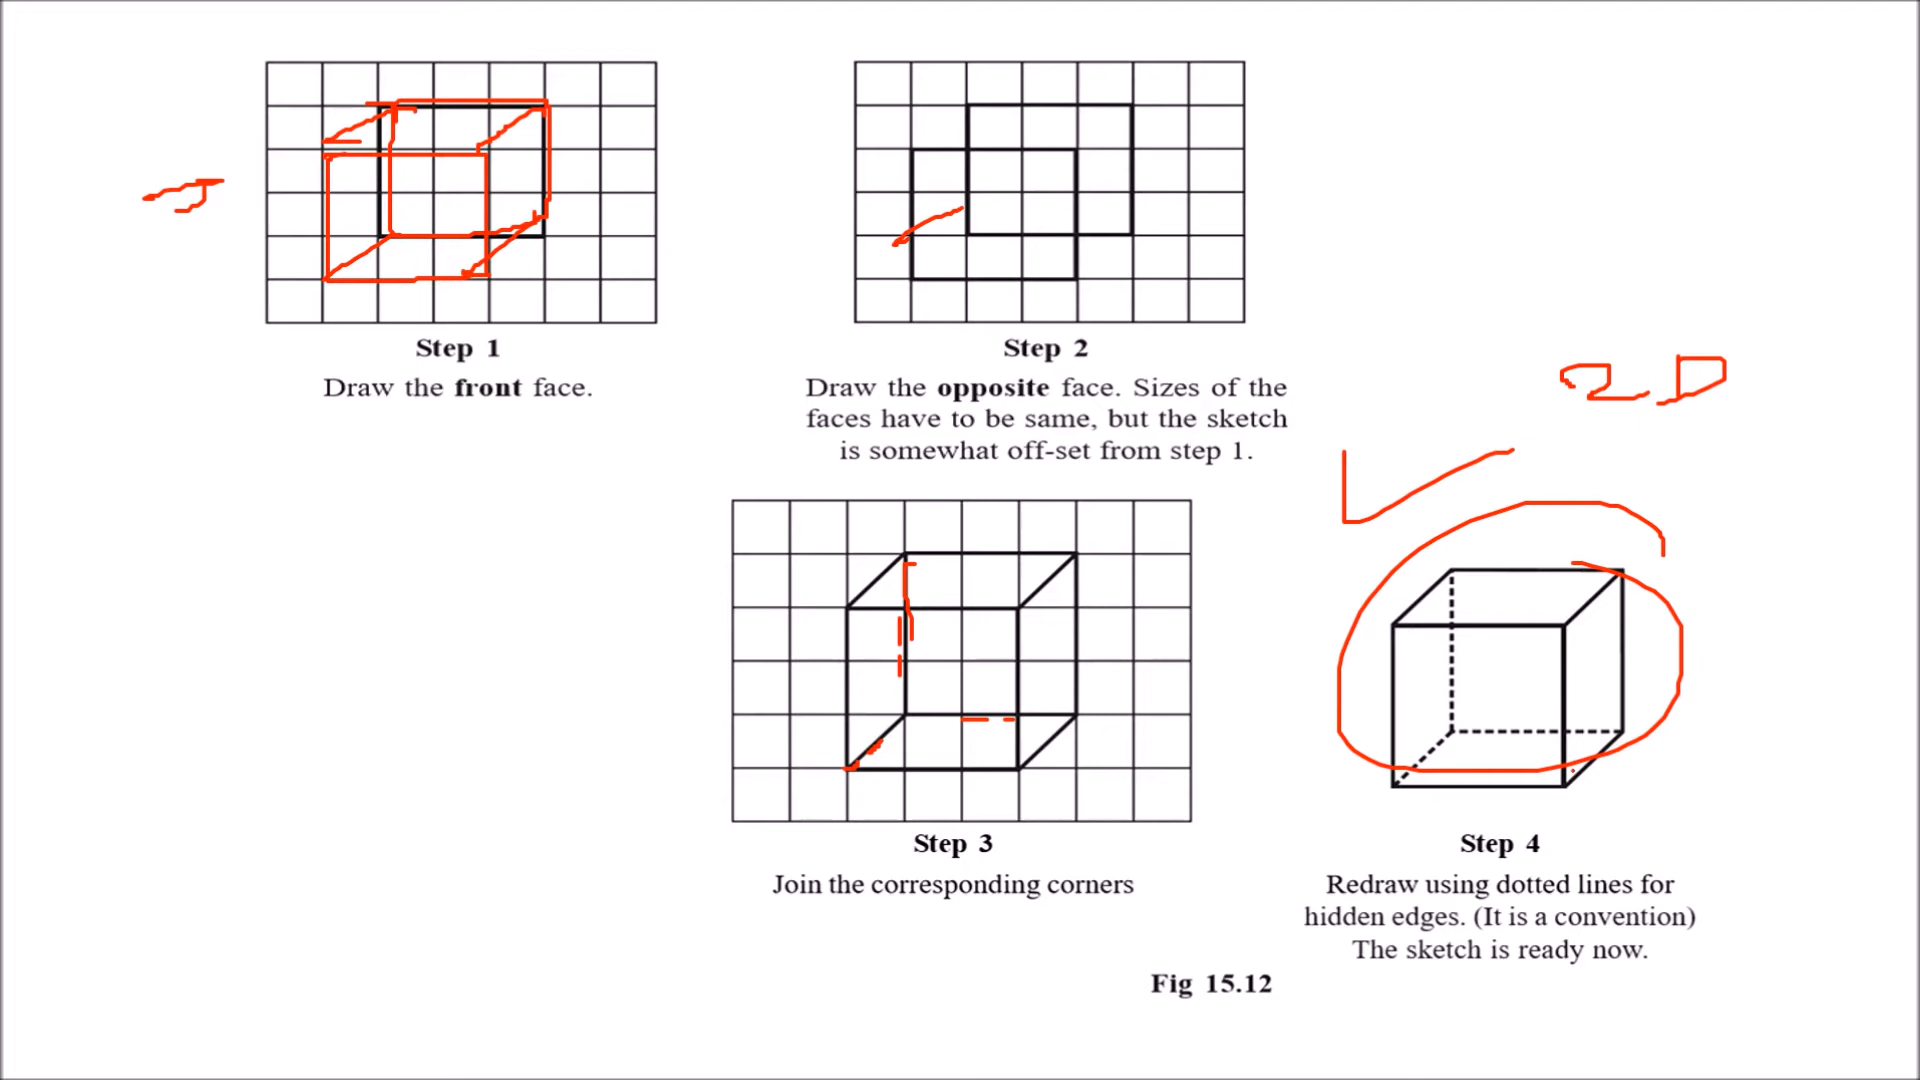 Step 1
Draw the front face.
Step 2
Draw the opposite face. Sizes of the
faces have to be same, but the sketch
is somewhat off-set from step 1.
2D
Step 3
Join the corresponding corners
Step 4
Redraw using dotted lines for
hidden edges. (It is a convention)
The sketch is ready now.
Fig 15.12